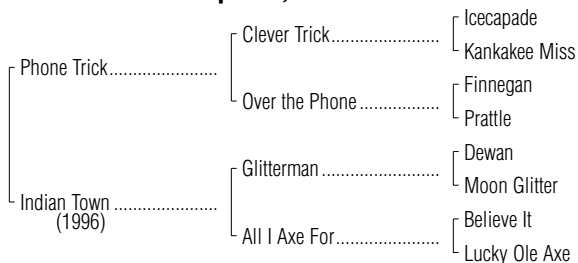 Icecapade
Clever Trick
Kankakee Miss
Phone Trick
Finnegan
Over the Phone
Prattle
Dewan
Glitterman
Moon Glitter
Indian Town
(1996)
Believe It
All I Axe For
Lucky Ole Axe